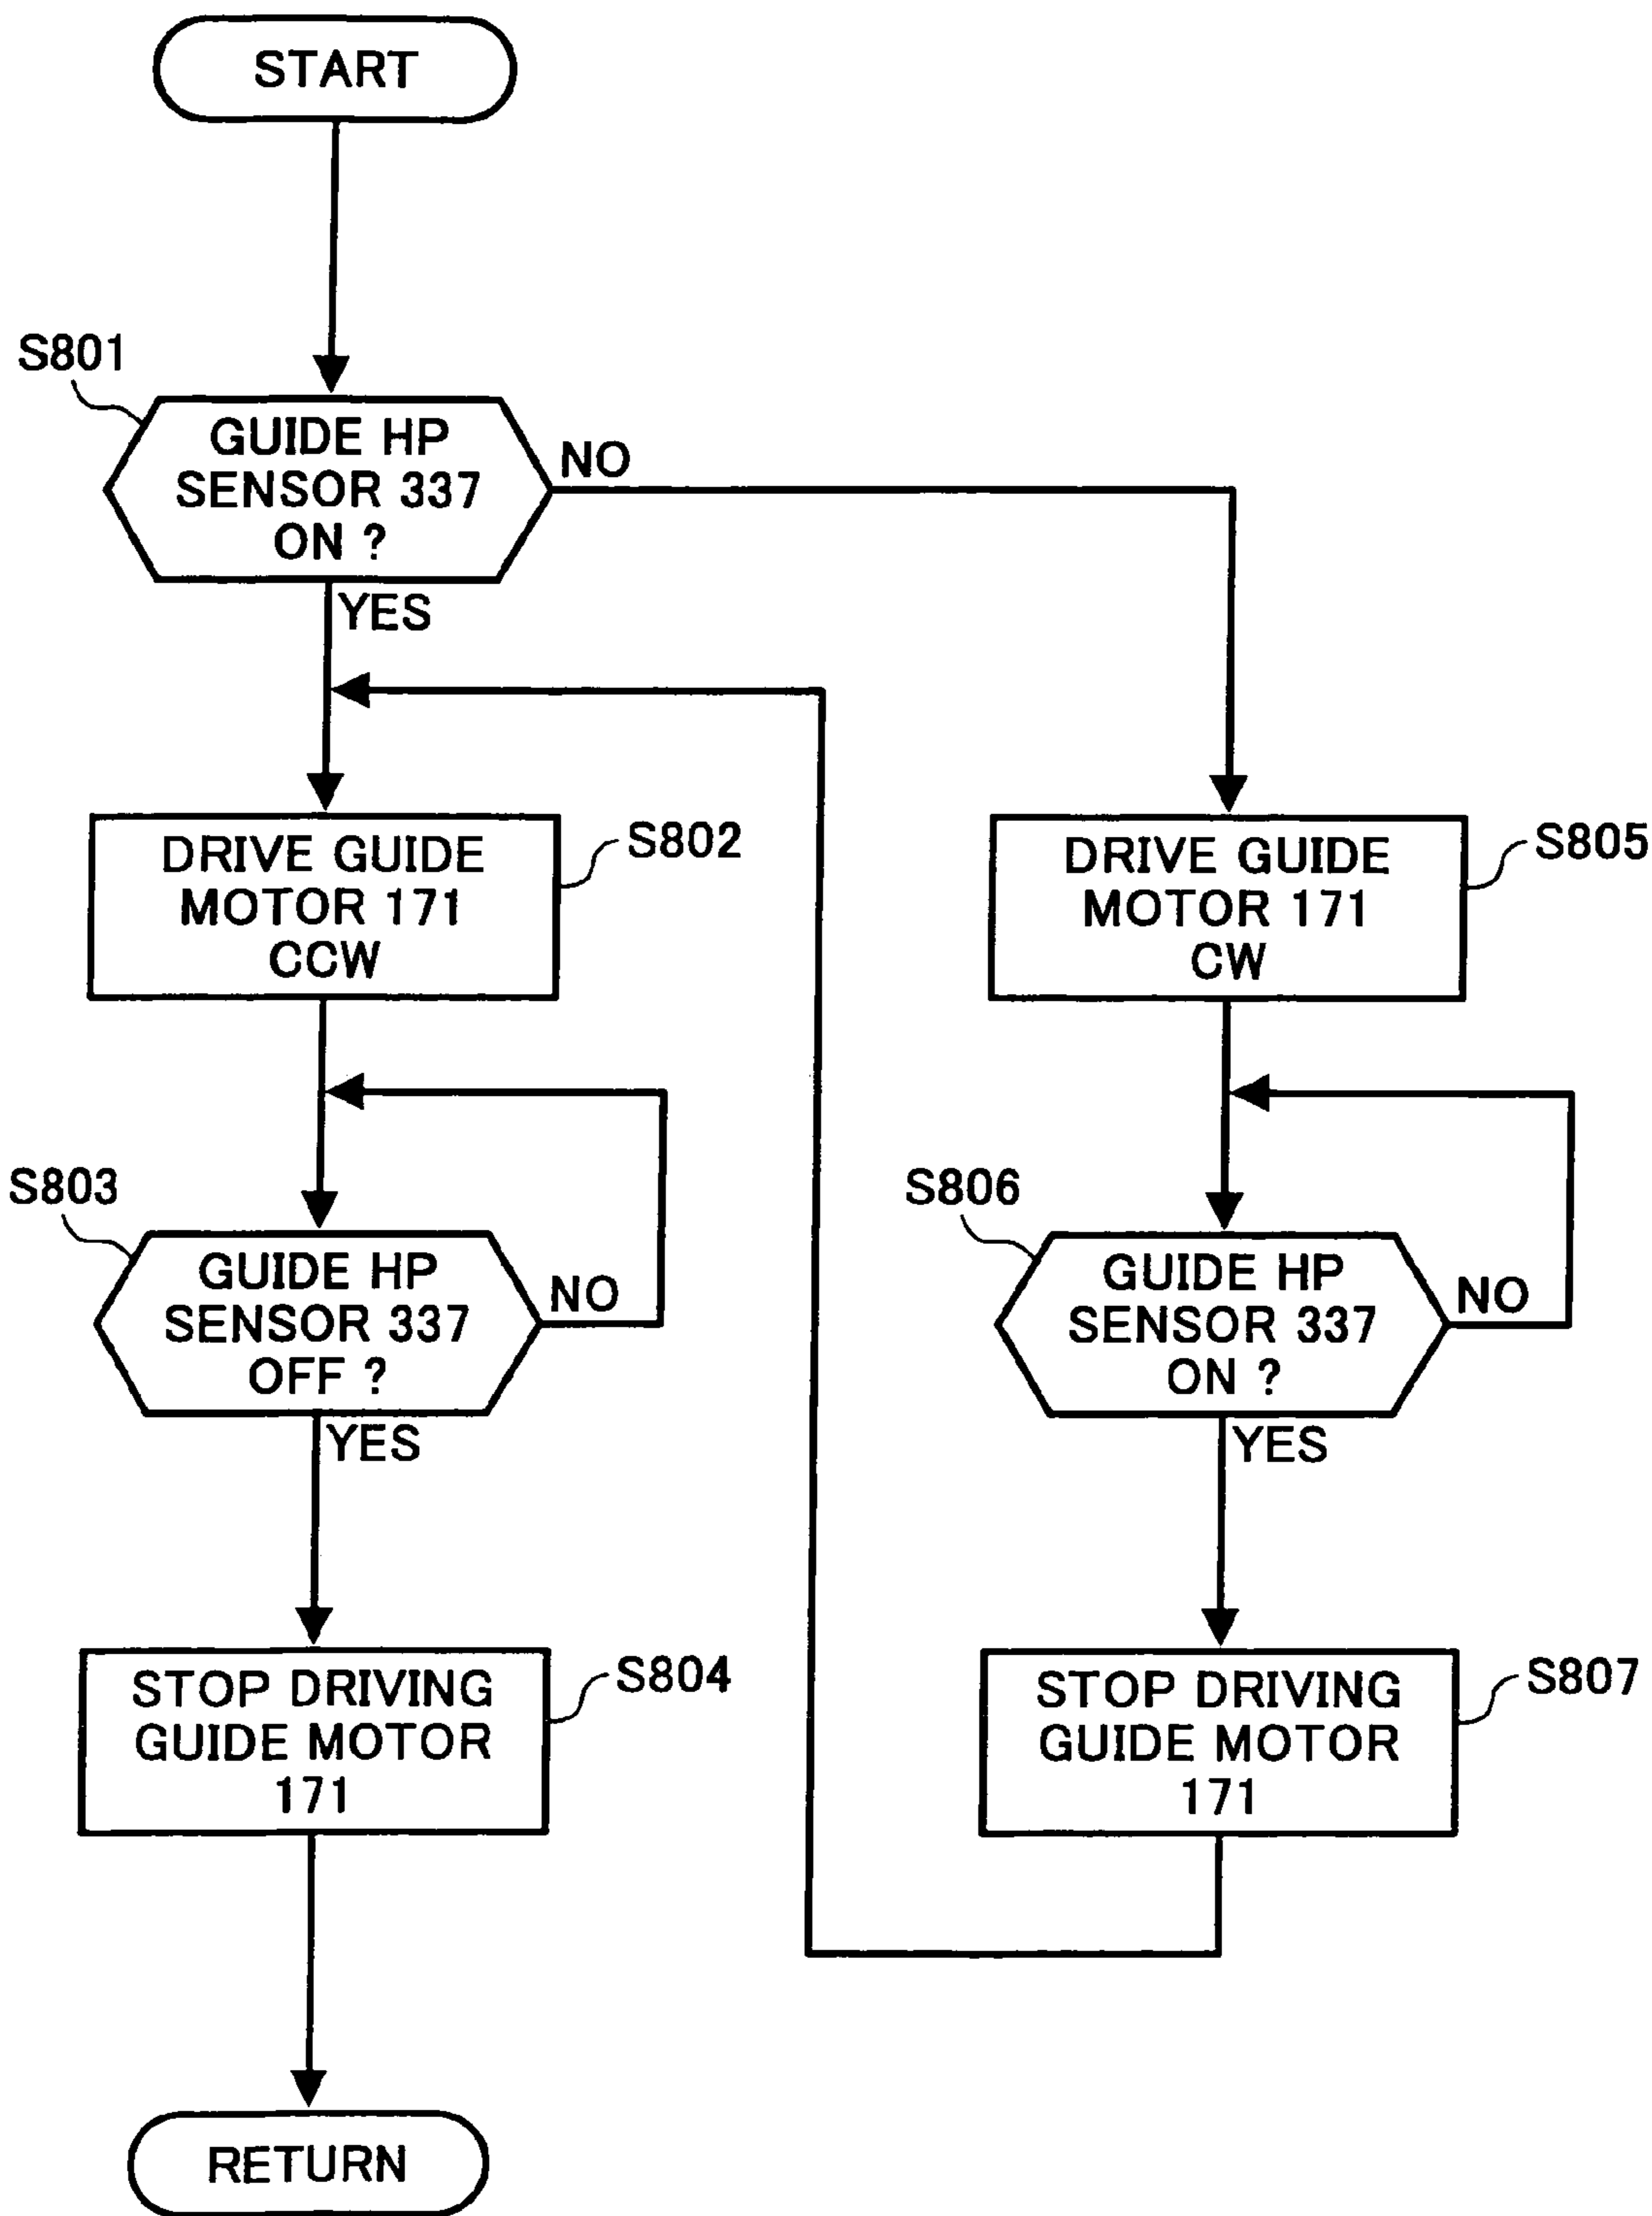 START
S801
GUIDE HP
SENSOR 337
ON ?
NO
YES
DRIVE GUIDE
MOTOR 171
CCW
S802
DRIVE GUIDE
MOTOR 171
CW
S805
S803
GUIDE HP
SENSOR 337
OFF ?
NO
YES
S806
GUIDE HP
SENSOR 337
ON ?
NO
YES
STOP DRIVING
GUIDE MOTOR
171
S804
STOP DRIVING
GUIDE MOTOR
171
S807
RETURN